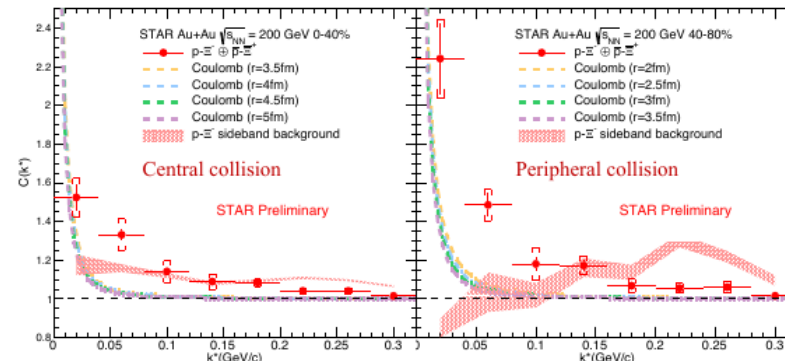 STAR Au+Au √s_NN = 200 GeV 0-40%
p-Ξ⁻ ⊕ p̄-Ξ̄⁺
Coulomb (r=3.5fm)
Coulomb (r=4fm)
Coulomb (r=4.5fm)
Coulomb (r=5fm)
p-Ξ⁻ sideband background
Central collision
STAR Preliminary
C(k*)
2.4
2.2
2
1.8
1.6
1.4
1.2
1
0.8
0
0.05
0.1
0.15
0.2
0.25
0.3
k*(GeV/c)
STAR Au+Au √s_NN = 200 GeV 40-80%
p-Ξ⁻ ⊕ p̄-Ξ̄⁺
Coulomb (r=2fm)
Coulomb (r=2.5fm)
Coulomb (r=3fm)
Coulomb (r=3.5fm)
p-Ξ⁻ sideband background
Peripheral collision
STAR Preliminary
0.05
0.1
0.15
0.2
0.25
0.3
k*(GeV/c)